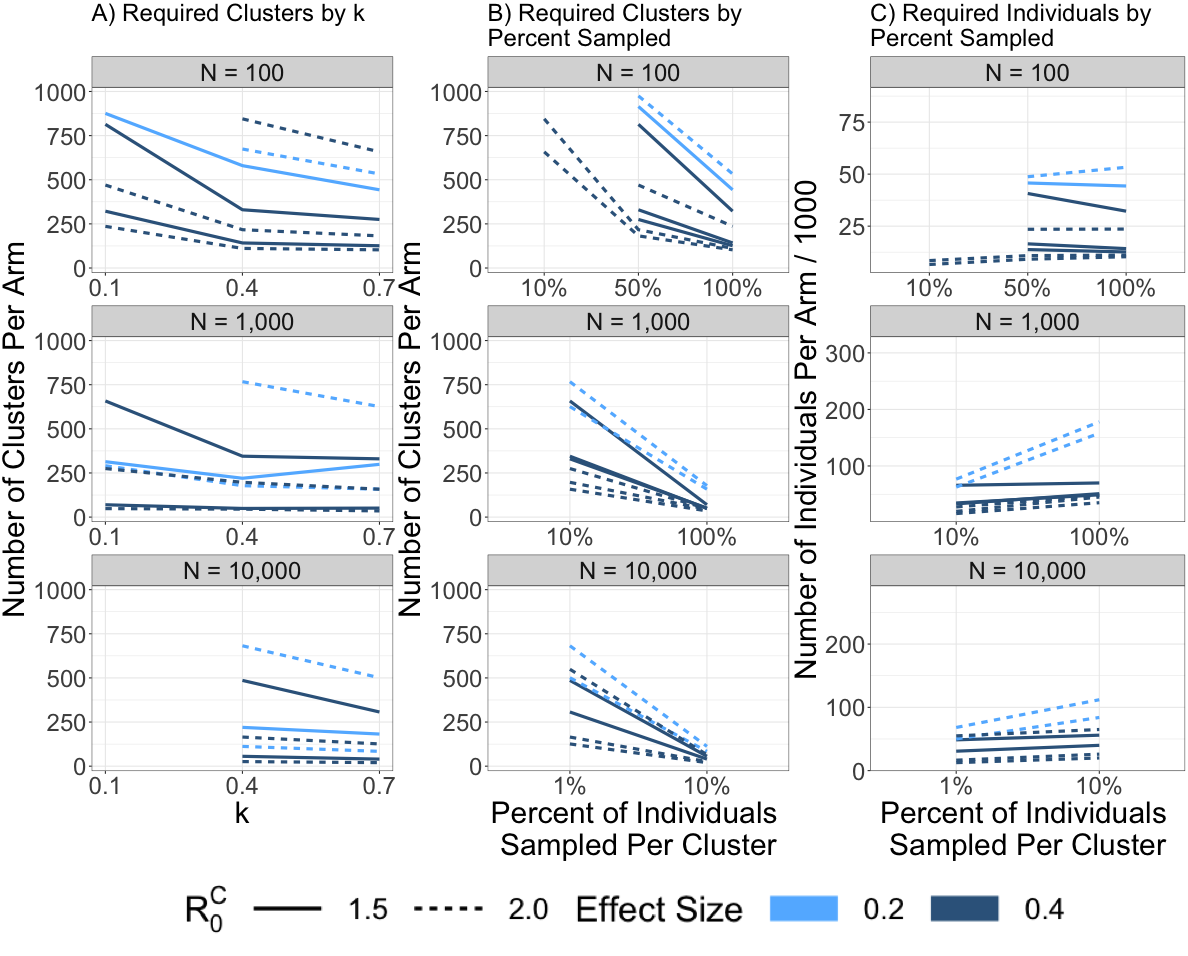 A) Required Clusters by k
N = 100
1000
750
500
250
0
0.1 0.4 0.7
N = 1,000
1000
750
500
250
0
0.1 0.4 0.7
N = 10,000
1000
750
500
250
0
0.1 0.4 0.7
k
Number of Clusters Per Arm
B) Required Clusters by
Percent Sampled
N = 100
1000
750
500
250
0
10% 50% 100%
N = 1,000
1000
750
500
250
0
10% 100%
N = 10,000
1000
750
500
250
0
1% 10%
Percent of Individuals
Sampled Per Cluster
Number of Clusters Per Arm
C) Required Individuals by
Percent Sampled
N = 100
75
50
25
10% 50% 100%
N = 1,000
300
200
100
10% 100%
N = 10,000
200
100
0
1% 10%
Percent of Individuals
Sampled Per Cluster
Number of Individuals Per Arm / 1000
R₀ᶜ 1.5 2.0 Effect Size 0.2 0.4